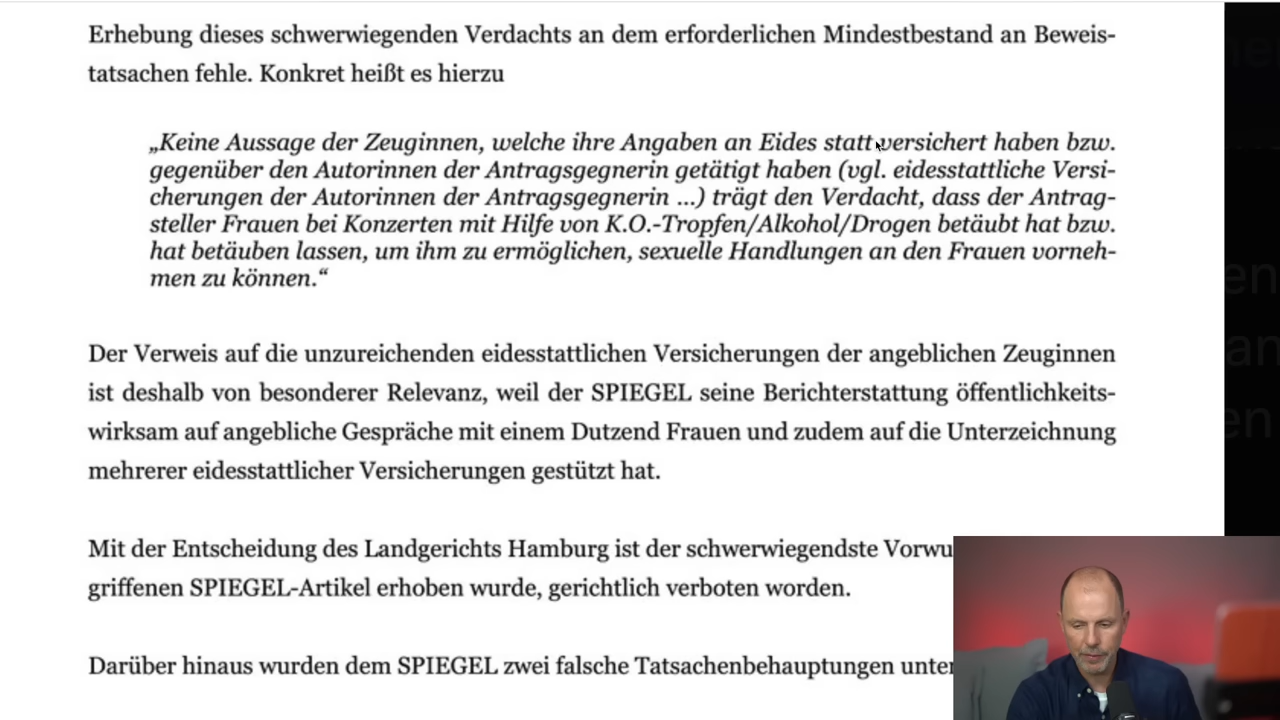 Erhebung dieses schwerwiegenden Verdachts an dem erforderlichen Mindestbestand an Beweis-
tatsachen fehle. Konkret heißt es hierzu
„Keine Aussage der Zeuginnen, welche ihre Angaben an Eides statt versichert haben bzw.
gegenüber den Autorinnen der Antragsgegnerin getätigt haben (vgl. eidesstattliche Versi-
cherungen der Autorinnen der Antragsgegnerin ...) trägt den Verdacht, dass der Antrag-
steller Frauen bei Konzerten mit Hilfe von K.O.-Tropfen/Alkohol/Drogen betäubt hat bzw.
hat betäuben lassen, um ihm zu ermöglichen, sexuelle Handlungen an den Frauen vorneh-
men zu können.“
Der Verweis auf die unzureichenden eidesstattlichen Versicherungen der angeblichen Zeuginnen
ist deshalb von besonderer Relevanz, weil der SPIEGEL seine Berichterstattung öffentlichkeits-
wirksam auf angebliche Gespräche mit einem Dutzend Frauen und zudem auf die Unterzeichnung
mehrerer eidesstattlicher Versicherungen gestützt hat.
Mit der Entscheidung des Landgerichts Hamburg ist der schwerwiegendste Vorwu
griffenen SPIEGEL-Artikel erhoben wurde, gerichtlich verboten worden.
Darüber hinaus wurden dem SPIEGEL zwei falsche Tatsachenbehauptungen unter